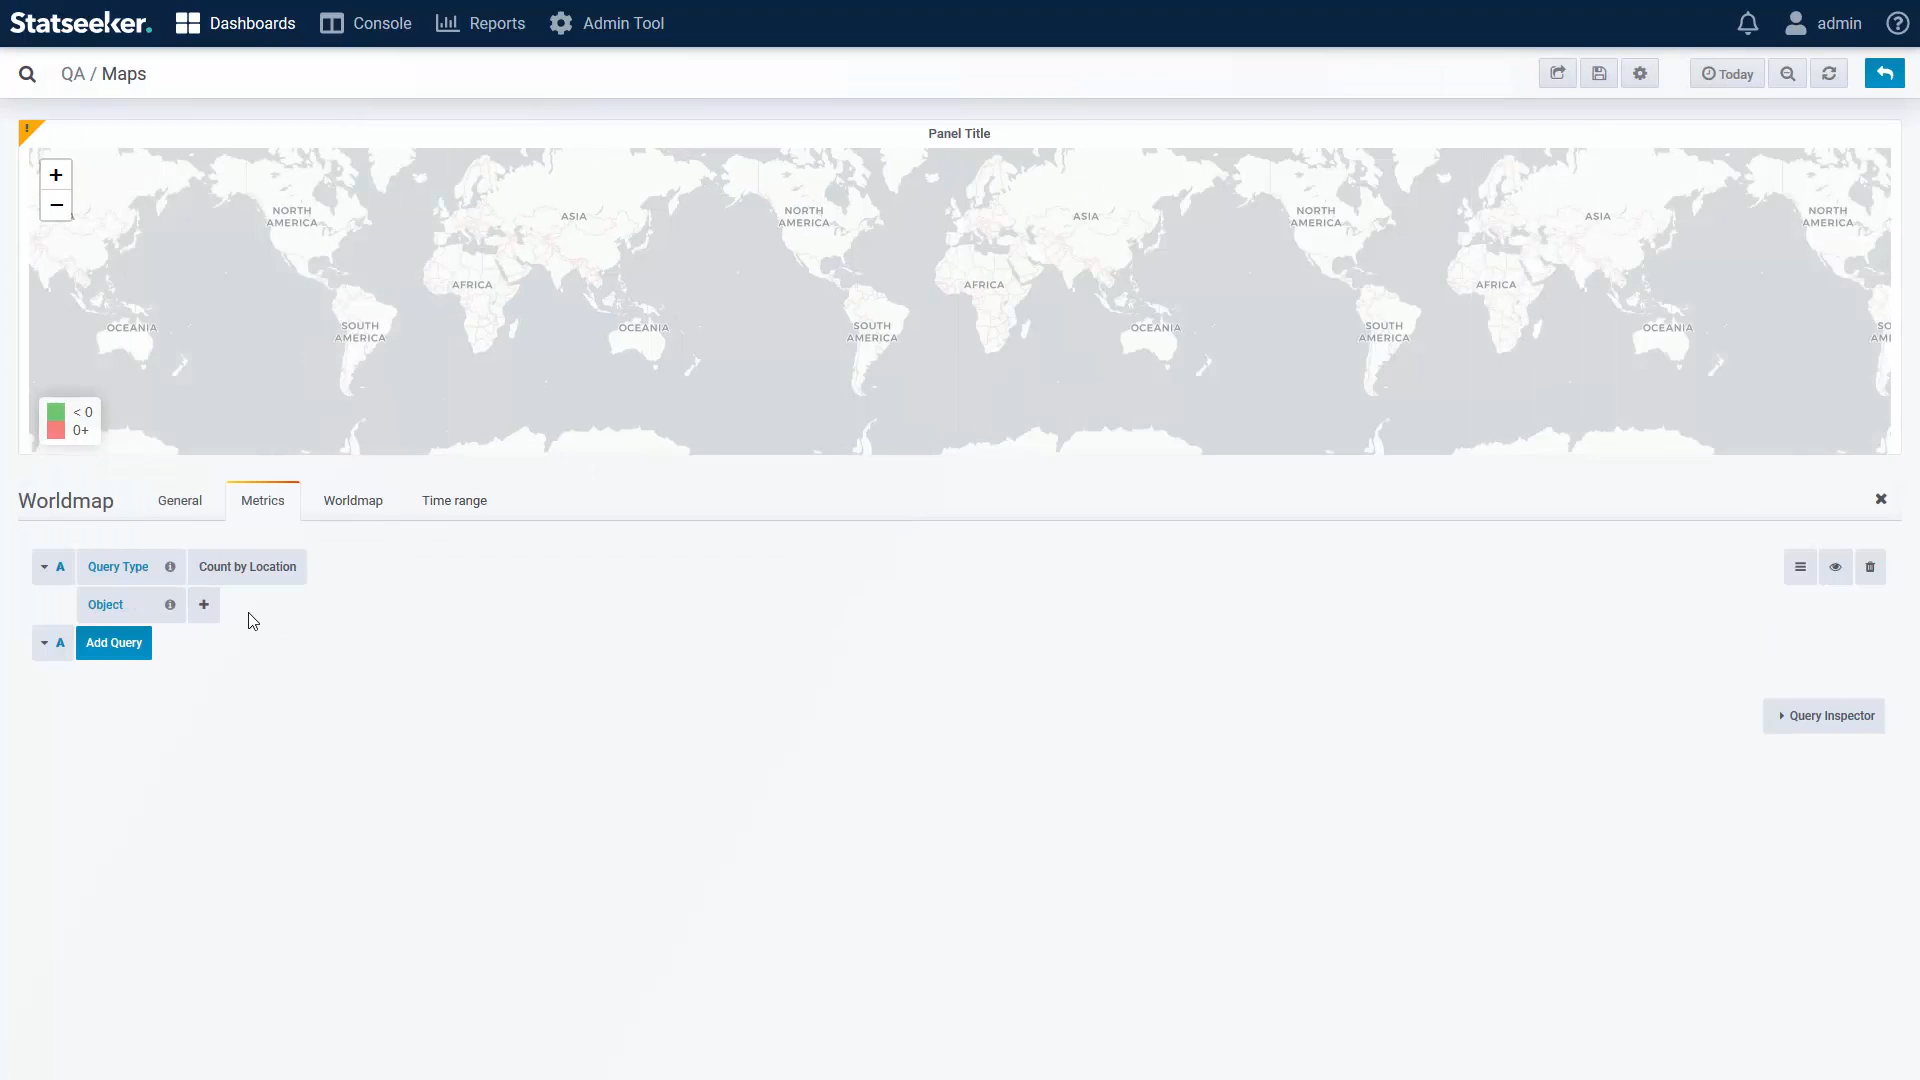 Statseeker. Dashboards Console Reports Admin Tool admin
QA / Maps Today
Panel Title
NORTH AMERICA
ASIA
AFRICA
OCEANIA
SOUTH AMERICA
NORTH AMERICA
ASIA
AFRICA
OCEANIA
SOUTH AMERICA
NORTH AMERICA
ASIA
AFRICA
OCEANIA
SOUTH AMERICA
NORTH AMERICA
OCEANIA
SO
AM
+
−
< 0
0+
Worldmap General Metrics Worldmap Time range
A Query Type Count by Location
Object +
A Add Query
Query Inspector